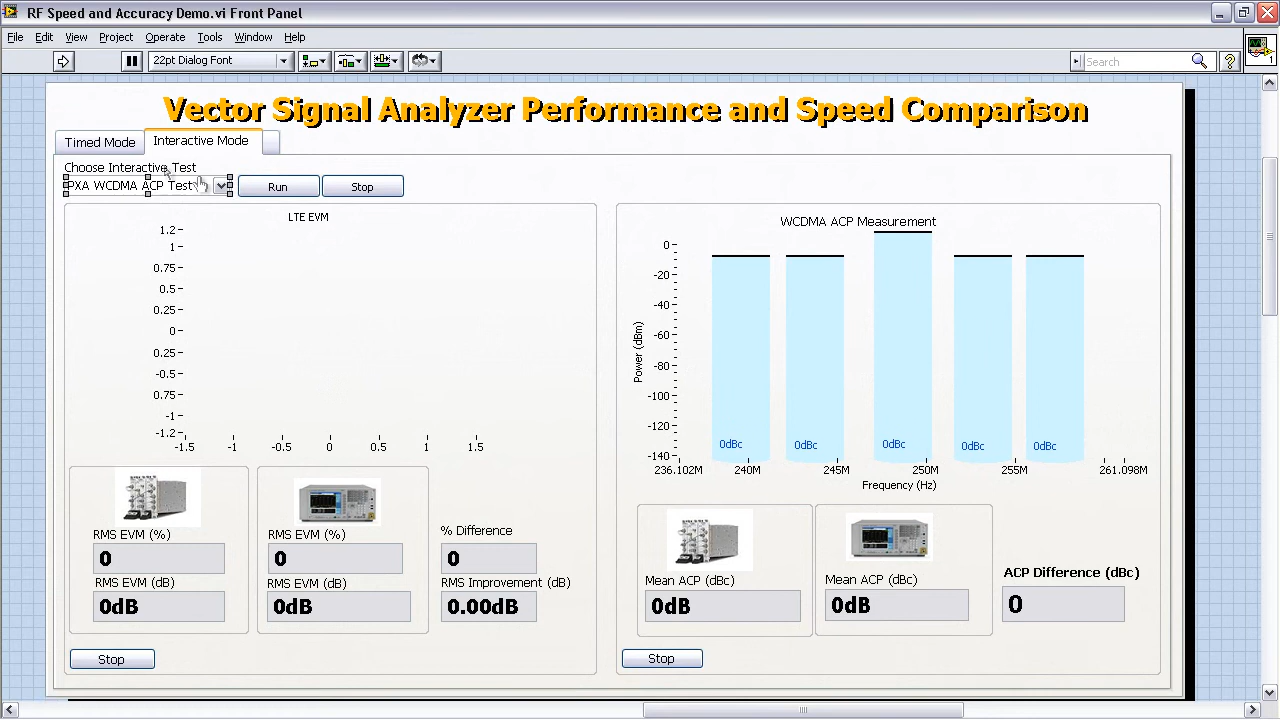 RF Speed and Accuracy Demo.vi Front Panel
File Edit View Project Operate Tools Window Help
22pt Dialog Font
Search
?
1
Vector Signal Analyzer Performance and Speed Comparison
Timed Mode
Interactive Mode
Choose Interactive Test
PXA WCDMA ACP Test
Run
Stop
LTE EVM
1.2
1
0.75
0.5
0.25
0
0.25
-0.5
0.75
-1
-1.2
-1.5 -1 -0.5 0 0.5 1 1.5
RMS EVM (%)
0
RMS EVM (dB)
0dB
RMS EVM (%)
0
RMS EVM (dB)
0dB
% Difference
0
RMS Improvement (dB)
0.00dB
Stop
WCDMA ACP Measurement
Power (dBm)
0
-20
-40
-60
-80
-100
-120
-140
0dBc 0dBc 0dBc 0dBc 0dBc
236.102M 240M 245M 250M 255M 261.098M
Frequency (Hz)
Mean ACP (dBc)
0dB
Mean ACP (dBc)
0dB
ACP Difference (dBc)
0
Stop